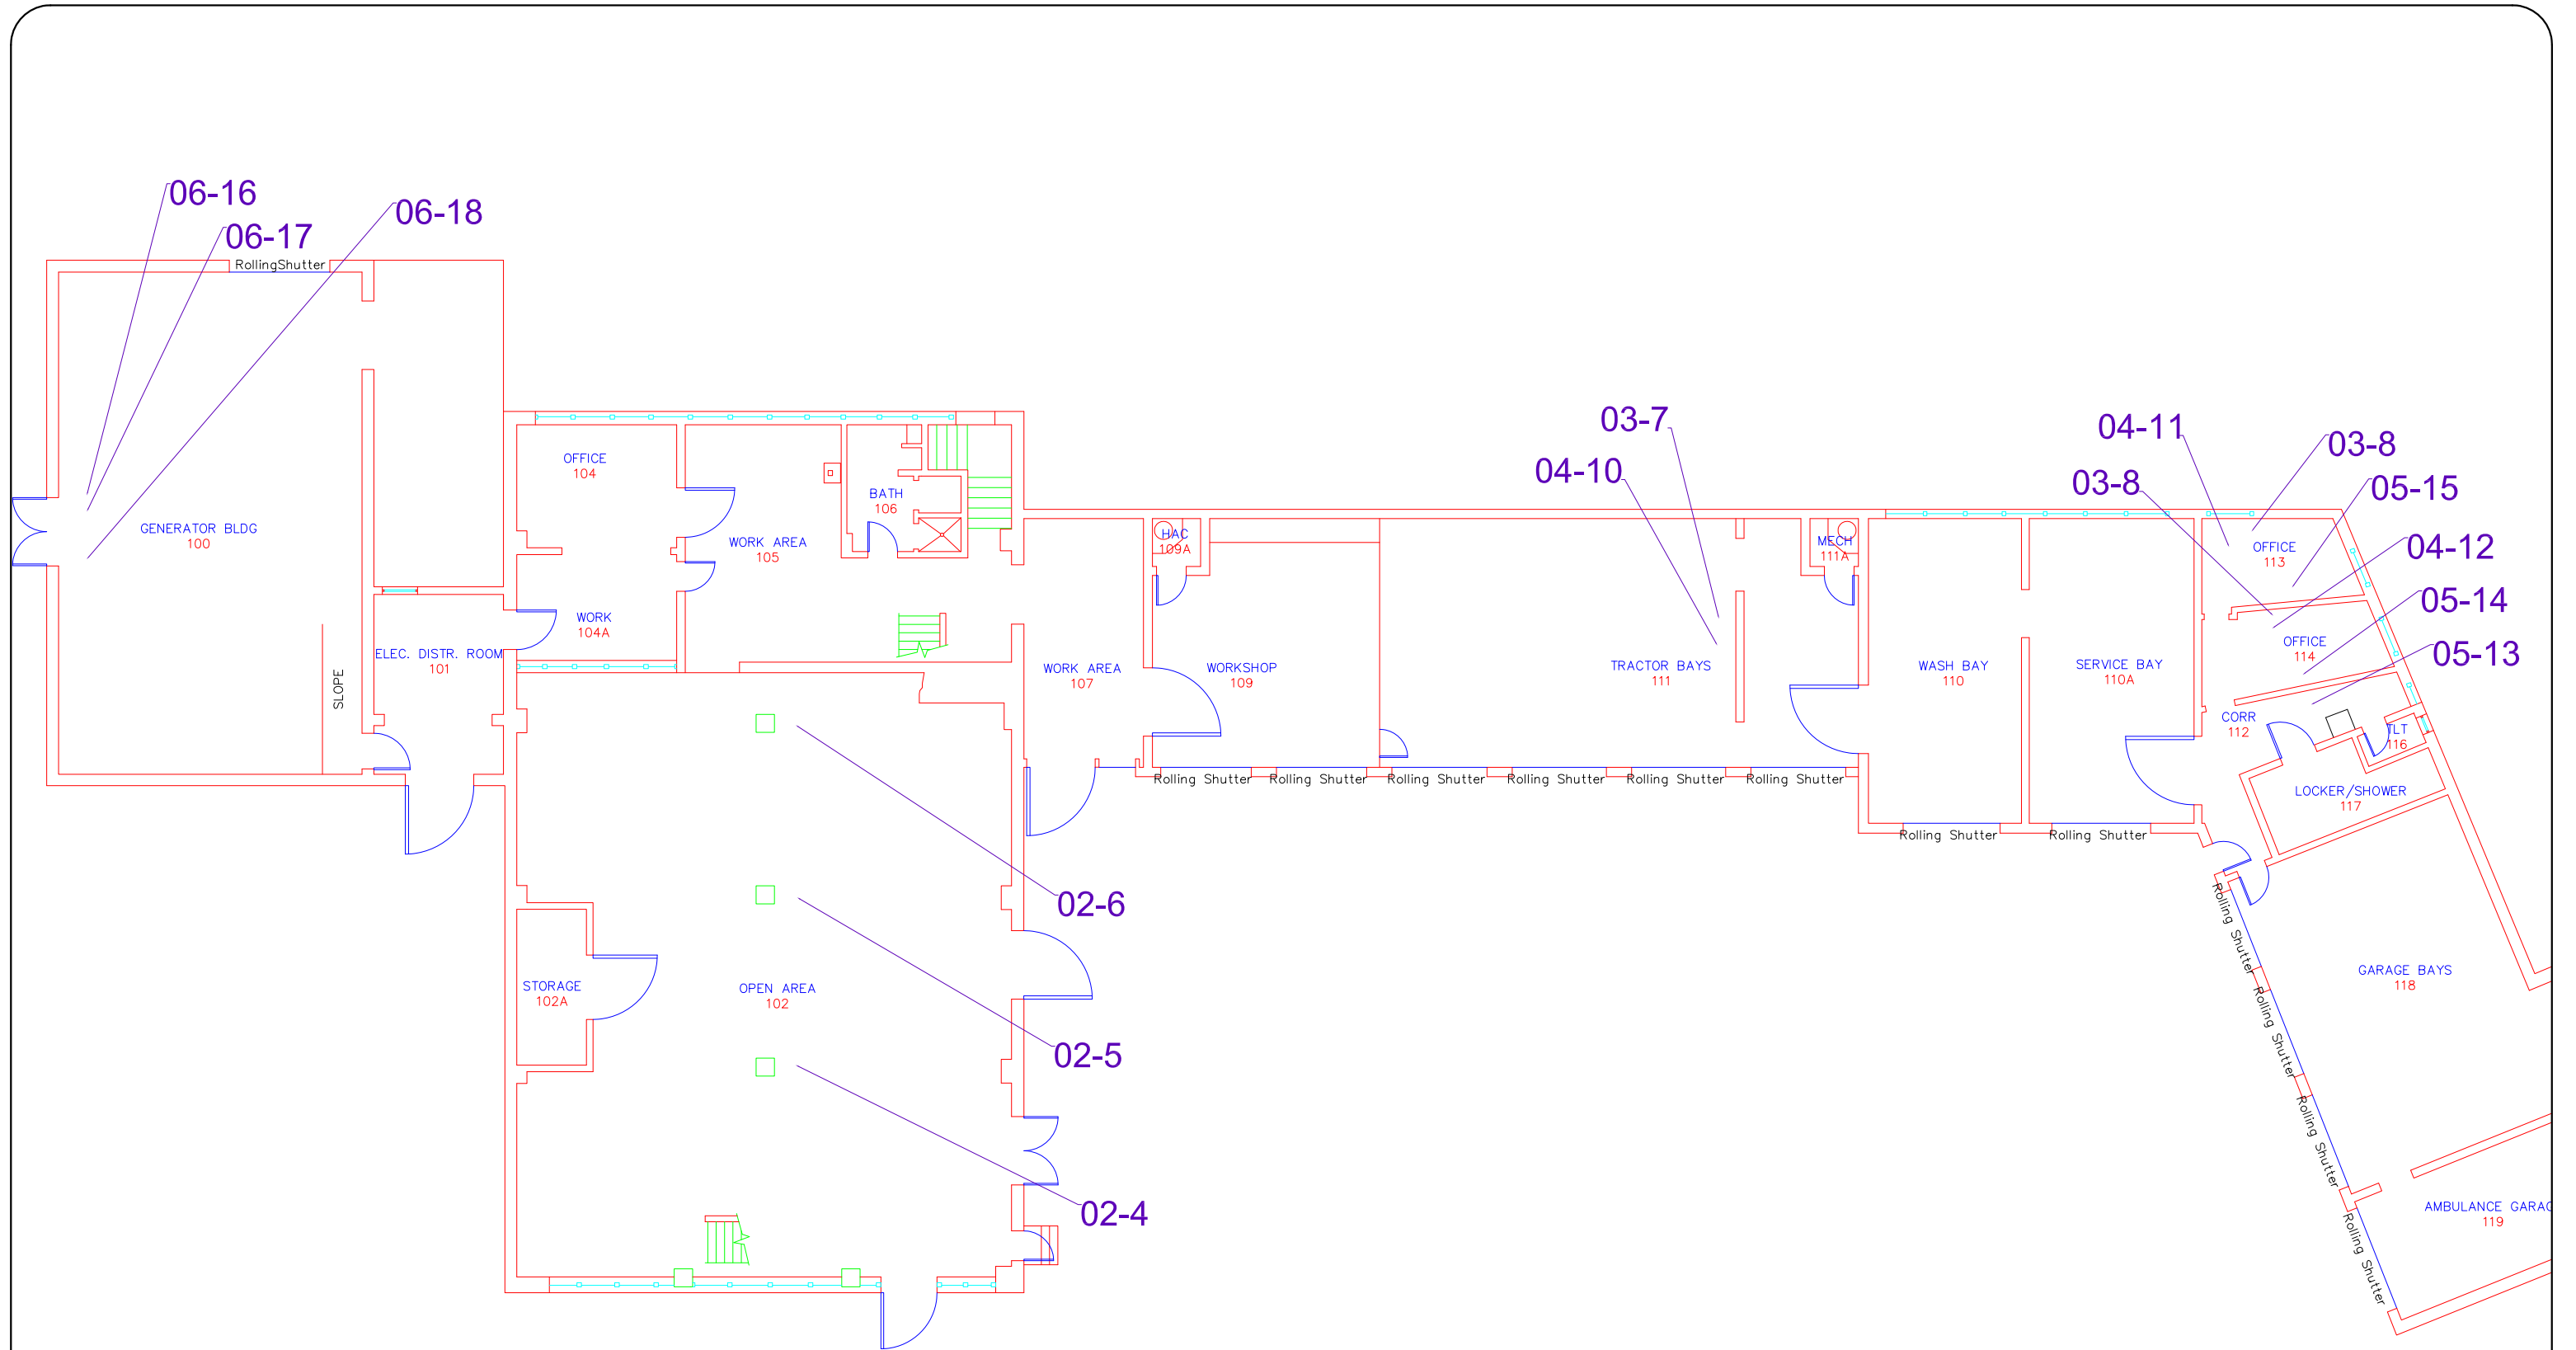 06-16
06-18
06-17
RollingShutter
GENERATOR BLDG
100
SLOPE
ELEC. DISTR. ROOM
101
OFFICE
104
WORK
104A
WORK AREA
105
BATH
106
WORK AREA
107
HAC
109A
WORKSHOP
109
03-7
04-10
TRACTOR BAYS
111
MECH
111A
WASH BAY
110
SERVICE BAY
110A
04-11
03-8
03-8
05-15
04-12
05-14
05-13
OFFICE
113
OFFICE
114
CORR
112
TLT
116
LOCKER/SHOWER
117
Rolling Shutter
Rolling Shutter
Rolling Shutter
Rolling Shutter
Rolling Shutter
Rolling Shutter
Rolling Shutter
Rolling Shutter
02-6
02-5
02-4
STORAGE
102A
OPEN AREA
102
Rolling Shutter
Rolling Shutter
Rolling Shutter
Rolling Shutter
GARAGE BAYS
118
AMBULANCE GARAG
119